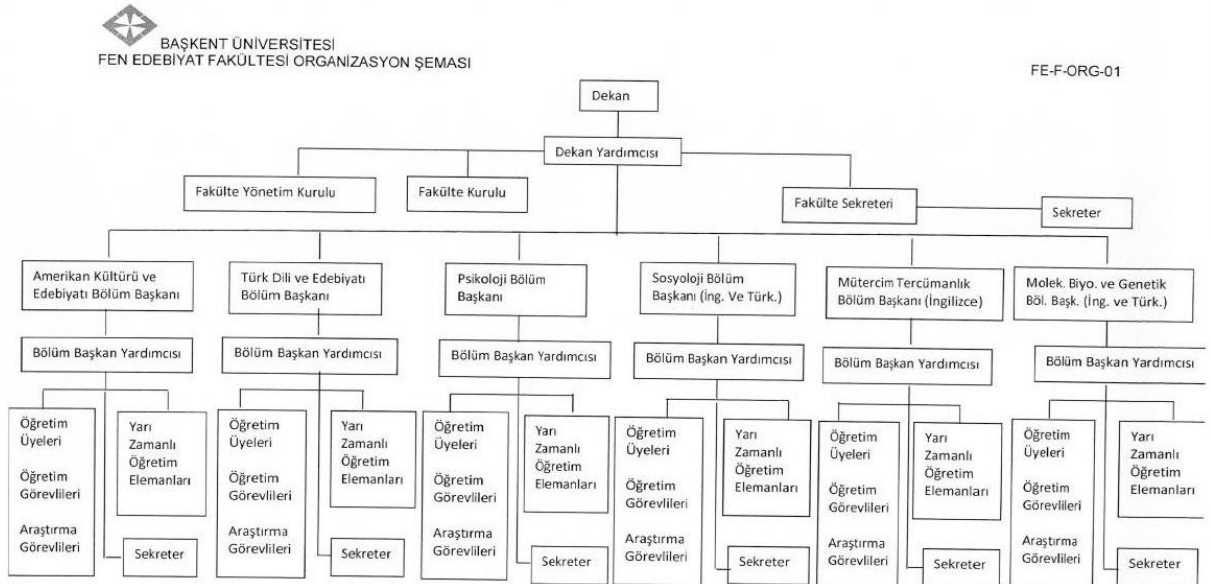 BAŞKENT ÜNİVERSİTESİ
FEN EDEBİYAT FAKÜLTESİ ORGANİZASYON ŞEMASI
FE-F-ORG-01
Dekan
Dekan Yardımcısı
Fakülte Yönetim Kurulu
Fakülte Kurulu
Fakülte Sekreteri
Sekreter
Amerikan Kültürü ve
Edebiyatı Bölüm Başkanı
Türk Dili ve Edebiyatı
Bölüm Başkanı
Psikoloji Bölüm
Başkanı
Sosyoloji Bölüm
Başkanı (İng. Ve Türk.)
Mütercim Tercümanlık
Bölüm Başkanı (İngilizce)
Molek. Biyo. ve Genetik
Böl. Başk. (İng. ve Türk.)
Bölüm Başkan Yardımcısı
Bölüm Başkan Yardımcısı
Bölüm Başkan Yardımcısı
Bölüm Başkan Yardımcısı
Bölüm Başkan Yardımcısı
Bölüm Başkan Yardımcısı
Öğretim
Üyeleri
Öğretim
Görevlileri
Araştırma
Görevlileri
Yarı
Zamanlı
Öğretim
Elemanları
Sekreter
Öğretim
Üyeleri
Öğretim
Görevlileri
Araştırma
Görevlileri
Yarı
Zamanlı
Öğretim
Elemanları
Sekreter
Öğretim
Üyeleri
Öğretim
Görevlileri
Araştırma
Görevlileri
Yarı
Zamanlı
Öğretim
Elemanları
Sekreter
Öğretim
Üyeleri
Öğretim
Görevlileri
Araştırma
Görevlileri
Yarı
Zamanlı
Öğretim
Elemanları
Sekreter
Öğretim
Üyeleri
Öğretim
Görevlileri
Araştırma
Görevlileri
Yarı
Zamanlı
Öğretim
Elemanları
Sekreter
Öğretim
Üyeleri
Öğretim
Görevlileri
Araştırma
Görevlileri
Yarı
Zamanlı
Öğretim
Elemanları
Sekreter